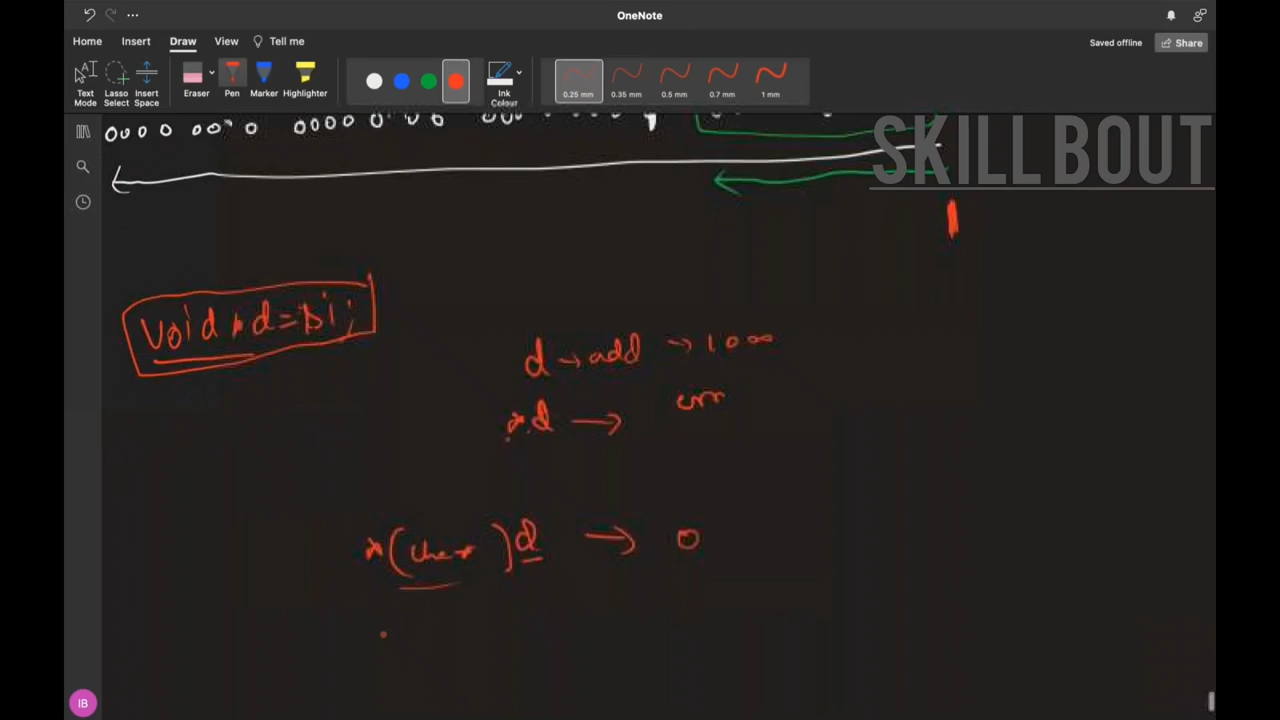 OneNote
Home Insert Draw View Tell me
Saved offline Share
Text Mode Lasso Select Insert Space Eraser Pen Marker Highlighter Ink Colour 0.25 mm 0.35 mm 0.5 mm 0.7 mm 1 mm
SKILL BOUT
void * d = &i;
d → add → 1000
*d → err
*(char *)d → 0
IB